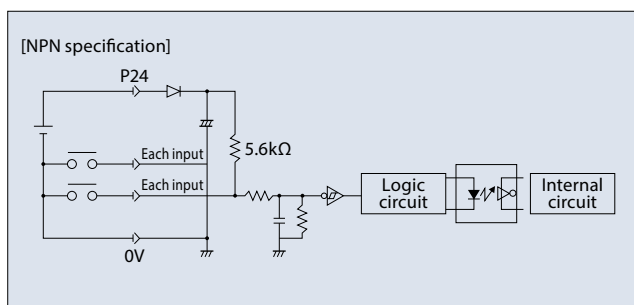 [NPN specification]
P24
5.6kΩ
Each input
Each input
Logic
circuit
Internal
circuit
0V